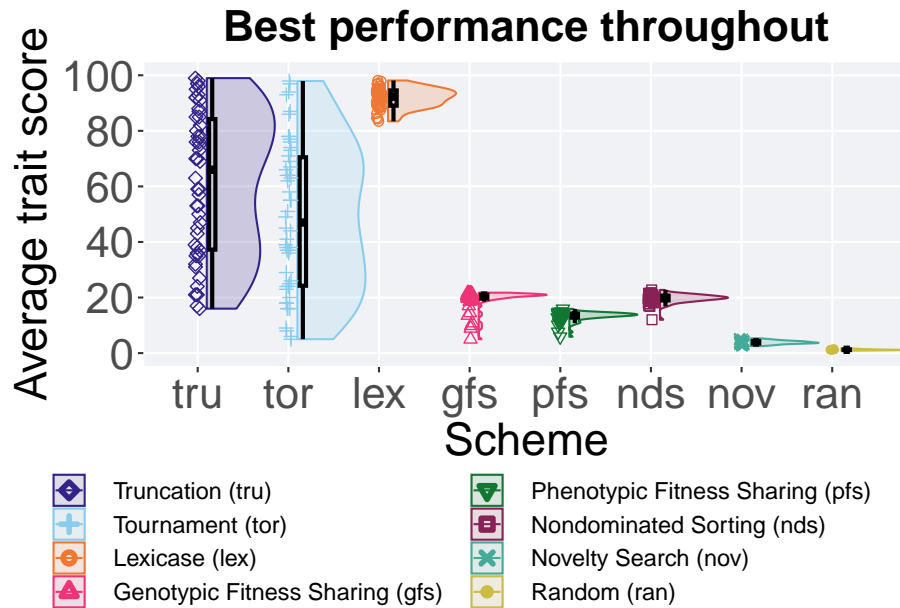 Best performance throughout
Average trait score
100
80
60
40
20
0
tru tor lex gfs pfs nds nov ran
Scheme
Truncation (tru)
Tournament (tor)
Lexicase (lex)
Genotypic Fitness Sharing (gfs)
Phenotypic Fitness Sharing (pfs)
Nondominated Sorting (nds)
Novelty Search (nov)
Random (ran)